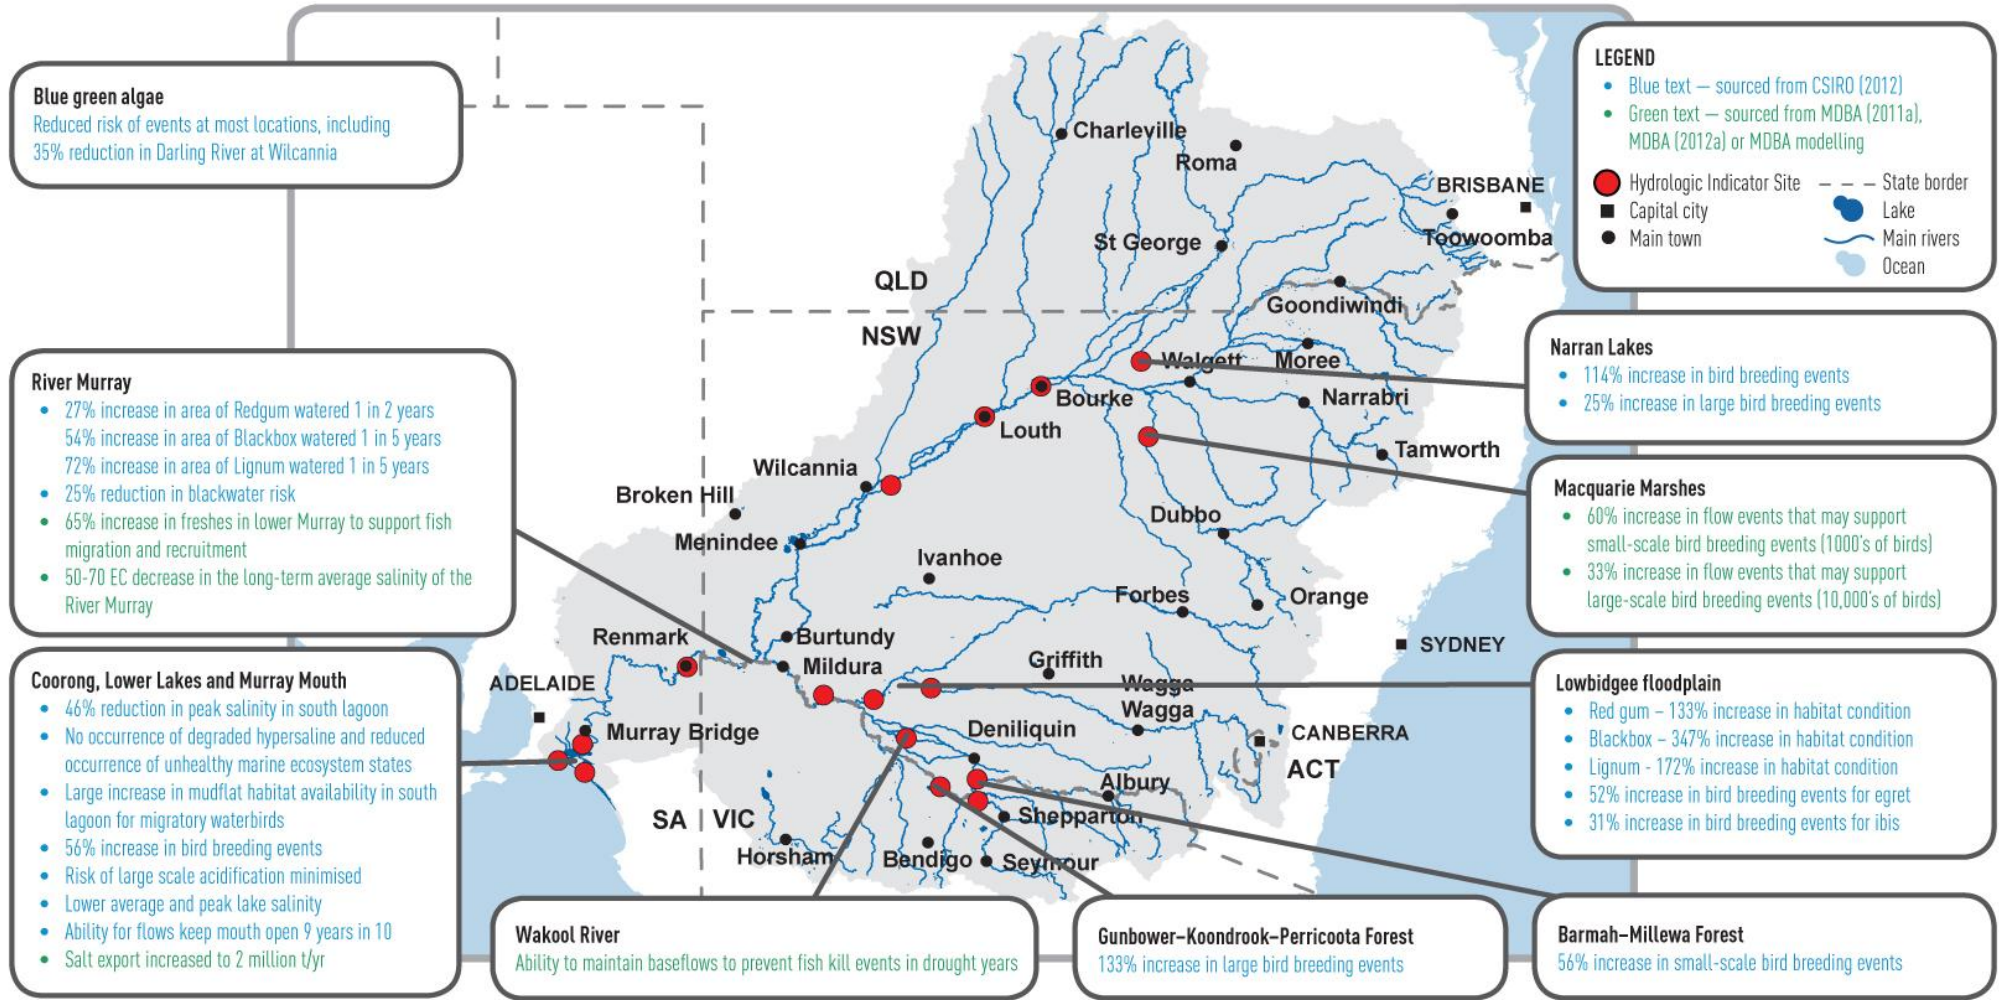 Blue green algae
Reduced risk of events at most locations, including
35% reduction in Darling River at Wilcannia
River Murray
• 27% increase in area of Redgum watered 1 in 2 years
54% increase in area of Blackbox watered 1 in 5 years
72% increase in area of Lignum watered 1 in 5 years
• 25% reduction in blackwater risk
• 65% increase in freshes in lower Murray to support fish
migration and recruitment
• 50-70 EC decrease in the long-term average salinity of the
River Murray
Coorong, Lower Lakes and Murray Mouth
• 46% reduction in peak salinity in south lagoon
• No occurrence of degraded hypersaline and reduced
occurrence of unhealthy marine ecosystem states
• Large increase in mudflat habitat availability in south
lagoon for migratory waterbirds
• 56% increase in bird breeding events
• Risk of large scale acidification minimised
• Lower average and peak lake salinity
• Ability for flows keep mouth open 9 years in 10
• Salt export increased to 2 million t/yr
Charleville
Roma
BRISBANE
Toowoomba
St George
QLD
Goondiwindi
NSW
Walgett
Moree
Bourke
Narrabri
Louth
Tamworth
Wilcannia
Broken Hill
Dubbo
Menindee
Ivanhoe
Forbes
Orange
Renmark
Burtundy
SYDNEY
Mildura
Griffith
ADELAIDE
Wagga
Wagga
Murray Bridge
Deniliquin
CANBERRA
ACT
Albury
SA
VIC
Shepparton
Horsham
Bendigo
Seymour
LEGEND
• Blue text – sourced from CSIRO (2012)
• Green text – sourced from MDBA (2011a),
MDBA (2012a) or MDBA modelling
Hydrologic Indicator Site
State border
Capital city
Lake
Main town
Main rivers
Ocean
Narran Lakes
• 114% increase in bird breeding events
• 25% increase in large bird breeding events
Macquarie Marshes
• 60% increase in flow events that may support
small-scale bird breeding events (1000's of birds)
• 33% increase in flow events that may support
large-scale bird breeding events (10,000's of birds)
Lowbidgee floodplain
• Red gum – 133% increase in habitat condition
• Blackbox – 347% increase in habitat condition
• Lignum - 172% increase in habitat condition
• 52% increase in bird breeding events for egret
• 31% increase in bird breeding events for ibis
Wakool River
Ability to maintain baseflows to prevent fish kill events in drought years
Gunbower–Koondrook–Perricoota Forest
133% increase in large bird breeding events
Barmah–Millewa Forest
56% increase in small-scale bird breeding events